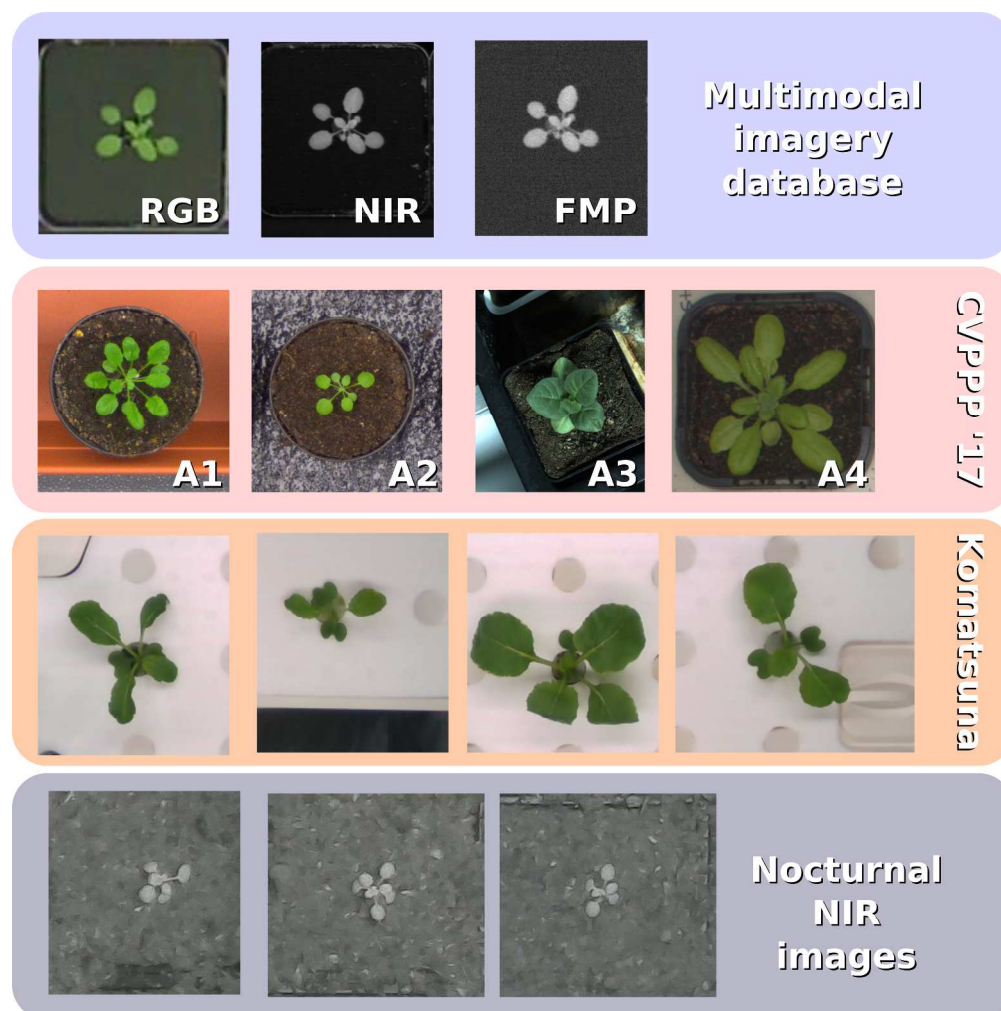 RGB
NIR
FMP
Multimodal
imagery
database
A1
A2
A3
A4
CVPPP '17
Komatsuna
Nocturnal
NIR
images